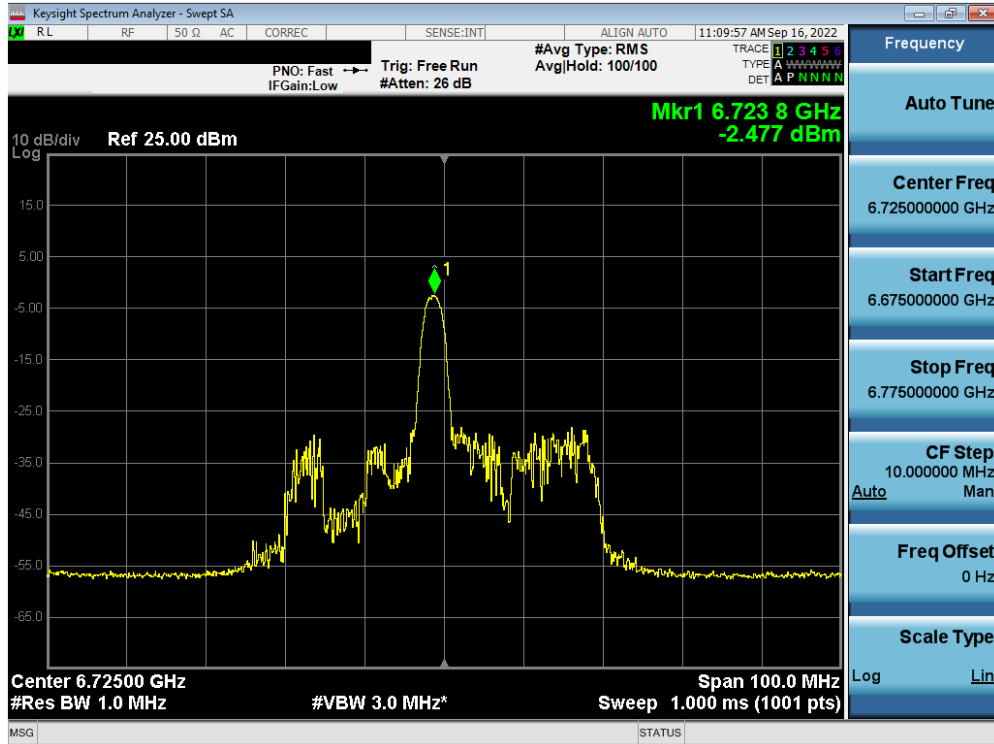 Keysight Spectrum Analyzer - Swept SA
LXI RL RF 50 Ω AC CORREC SENSE:INT ALIGN AUTO 11:09:57 AM Sep 16, 2022
PNO: Fast
IFGain:Low
Trig: Free Run
#Atten: 26 dB
#Avg Type: RMS
Avg|Hold: 100/100
TRACE 1 2 3 4 5 6
TYPE A WWWWW
DET A P N N N N
Mkr1 6.723 8 GHz
-2.477 dBm
10 dB/div Ref 25.00 dBm
Log
15.0
5.00
-5.00
-15.0
-25.0
-35.0
-45.0
-55.0
-65.0
1
Center 6.72500 GHz Span 100.0 MHz
#Res BW 1.0 MHz #VBW 3.0 MHz* Sweep 1.000 ms (1001 pts)
MSG STATUS
Frequency
Auto Tune
Center Freq
6.725000000 GHz
Start Freq
6.675000000 GHz
Stop Freq
6.775000000 GHz
CF Step
10.000000 MHz
Auto Man
Freq Offset
0 Hz
Scale Type
Log Lin